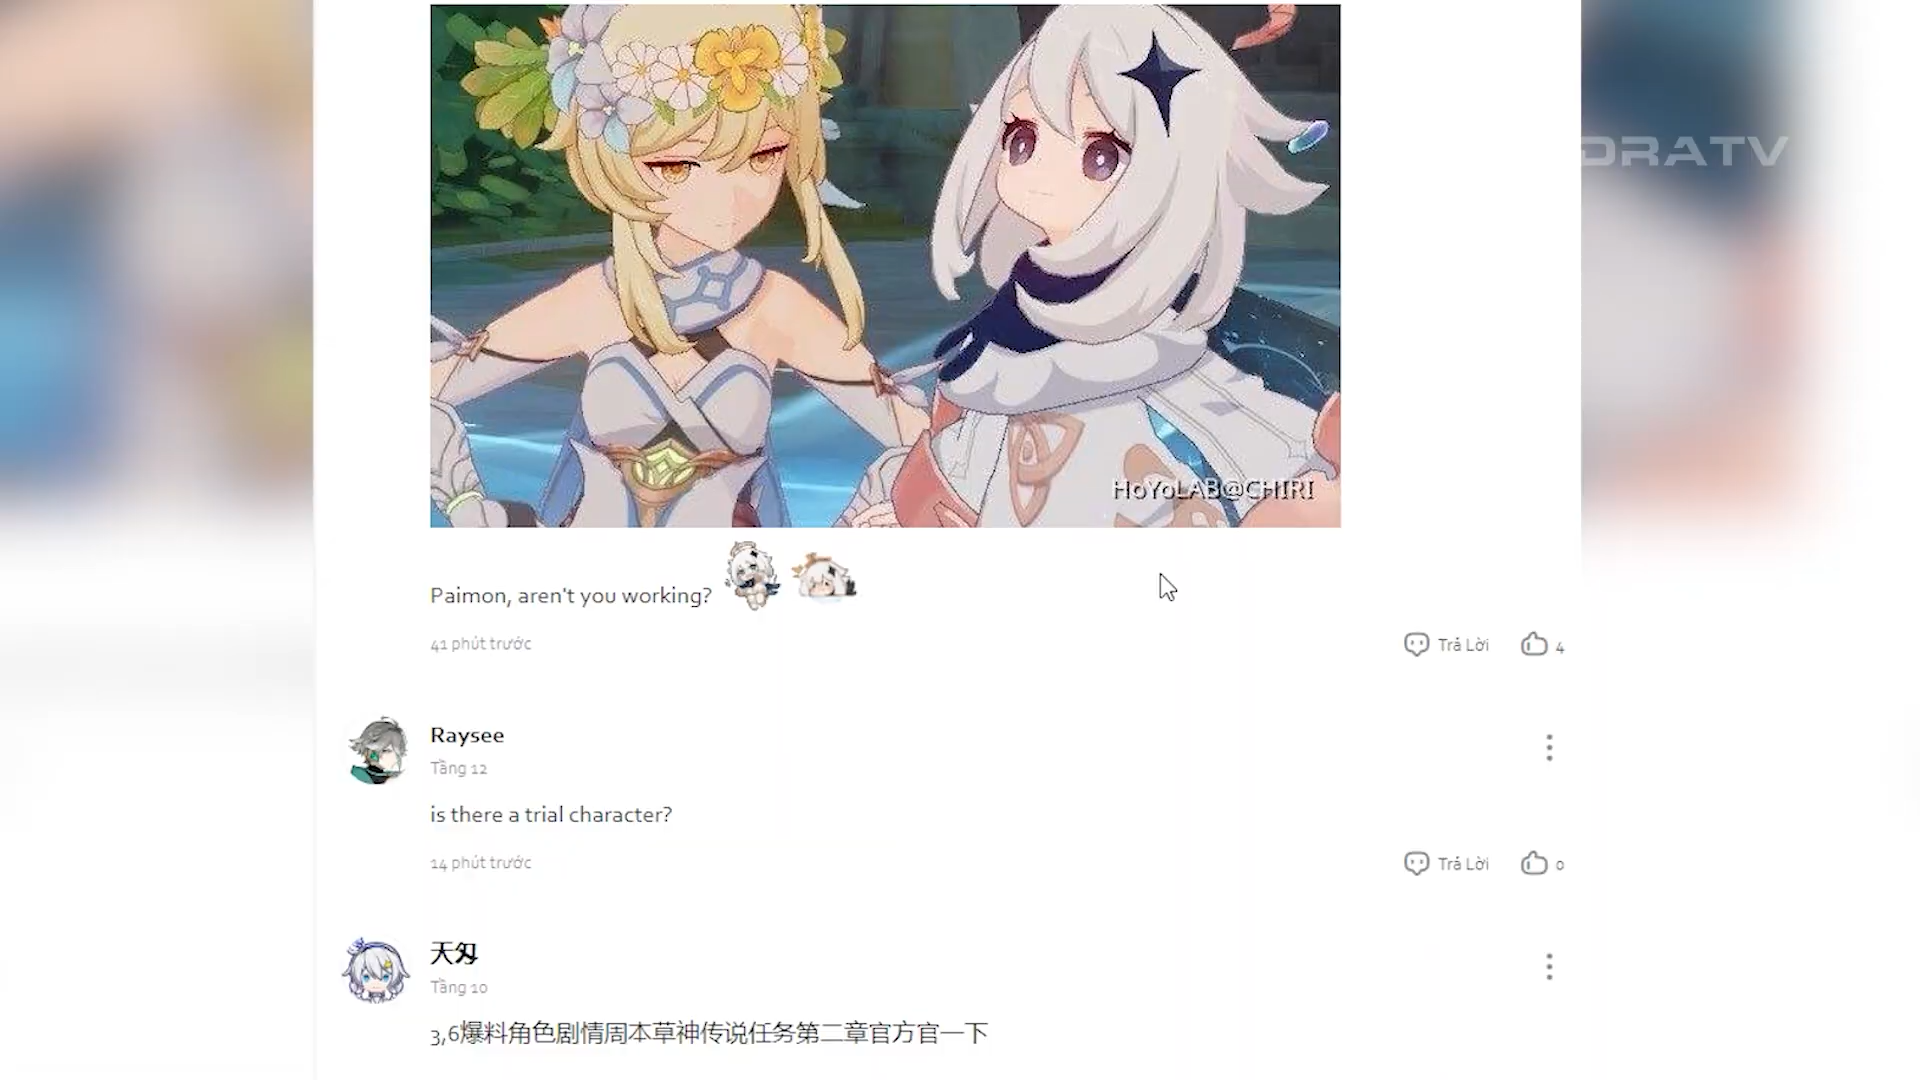 DRATV
HoYoLAB@CHIRI
Paimon, aren't you working?
41 phút trước
Trả Lời
4
Raysee
Tầng 12
is there a trial character?
14 phút trước
Trả Lời
0
天匁
Tầng 10
3,6爆料角色剧情周本草神传说任务第二章官方官一下